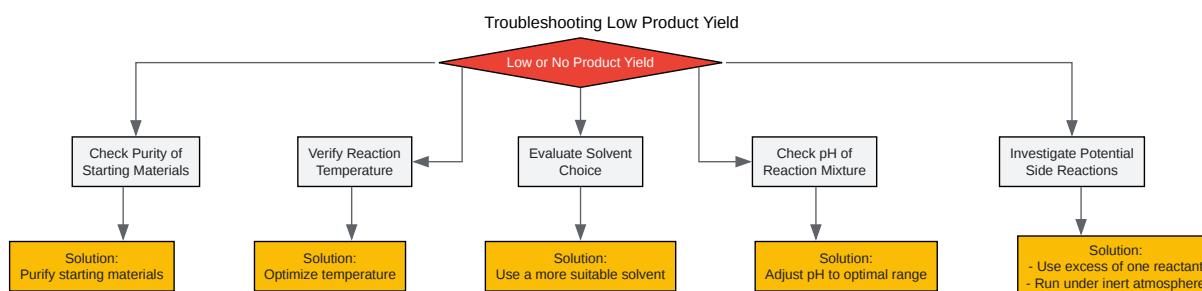 Troubleshooting Low Product Yield
Low or No Product Yield
Check Purity of
Starting Materials
Verify Reaction
Temperature
Evaluate Solvent
Choice
Check pH of
Reaction Mixture
Investigate Potential
Side Reactions
Solution:
Purify starting materials
Solution:
Optimize temperature
Solution:
Use a more suitable solvent
Solution:
Adjust pH to optimal range
Solution:
- Use excess of one reactant
- Run under inert atmosphere